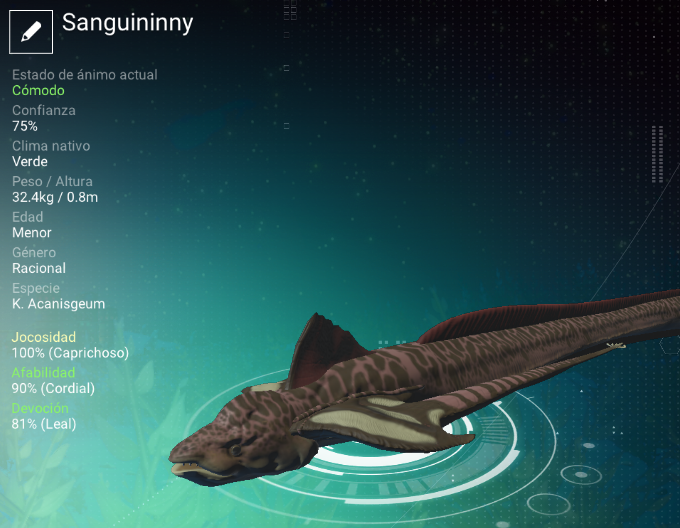 Sanguininny
Estado de ánimo actual
Cómodo
Confianza
75%
Clima nativo
Verde
Peso / Altura
32.4kg / 0.8m
Edad
Menor
Género
Racional
Especie
K. Acanisgeum
Jocosidad
100% (Caprichoso)
Afabilidad
90% (Cordial)
Devoción
81% (Leal)